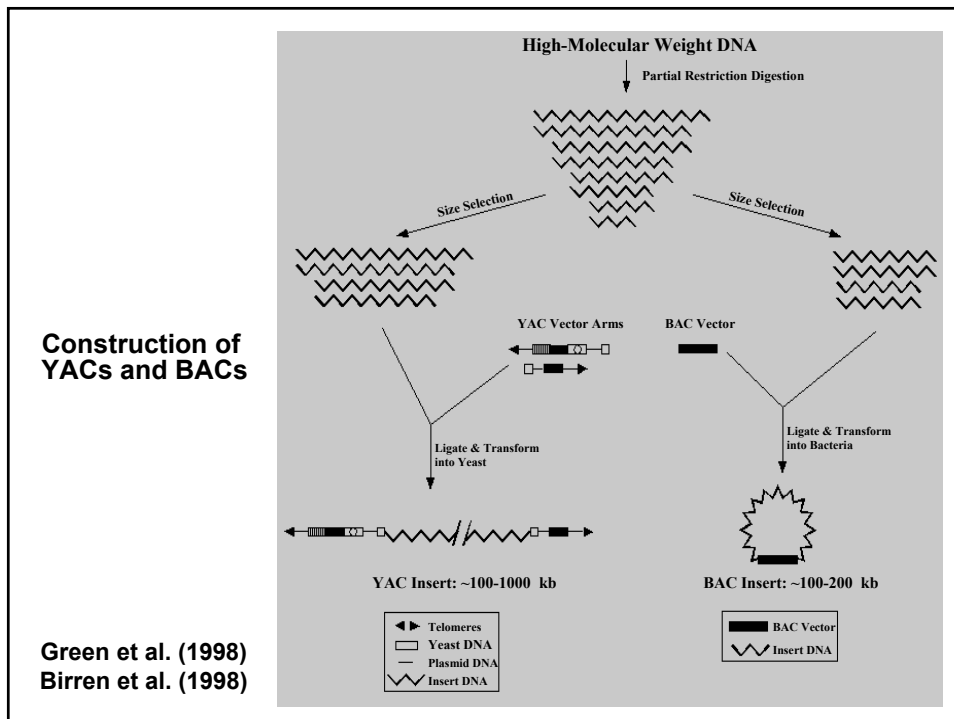 High-Molecular Weight DNA
Partial Restriction Digestion
Size Selection
Size Selection
Construction of
YACs and BACs
YAC Vector Arms
BAC Vector
Ligate & Transform
into Yeast
Ligate & Transform
into Bacteria
YAC Insert: ~100-1000 kb
BAC Insert: ~100-200 kb
Telomeres
Yeast DNA
Plasmid DNA
Insert DNA
BAC Vector
Insert DNA
Green et al. (1998)
Birren et al. (1998)